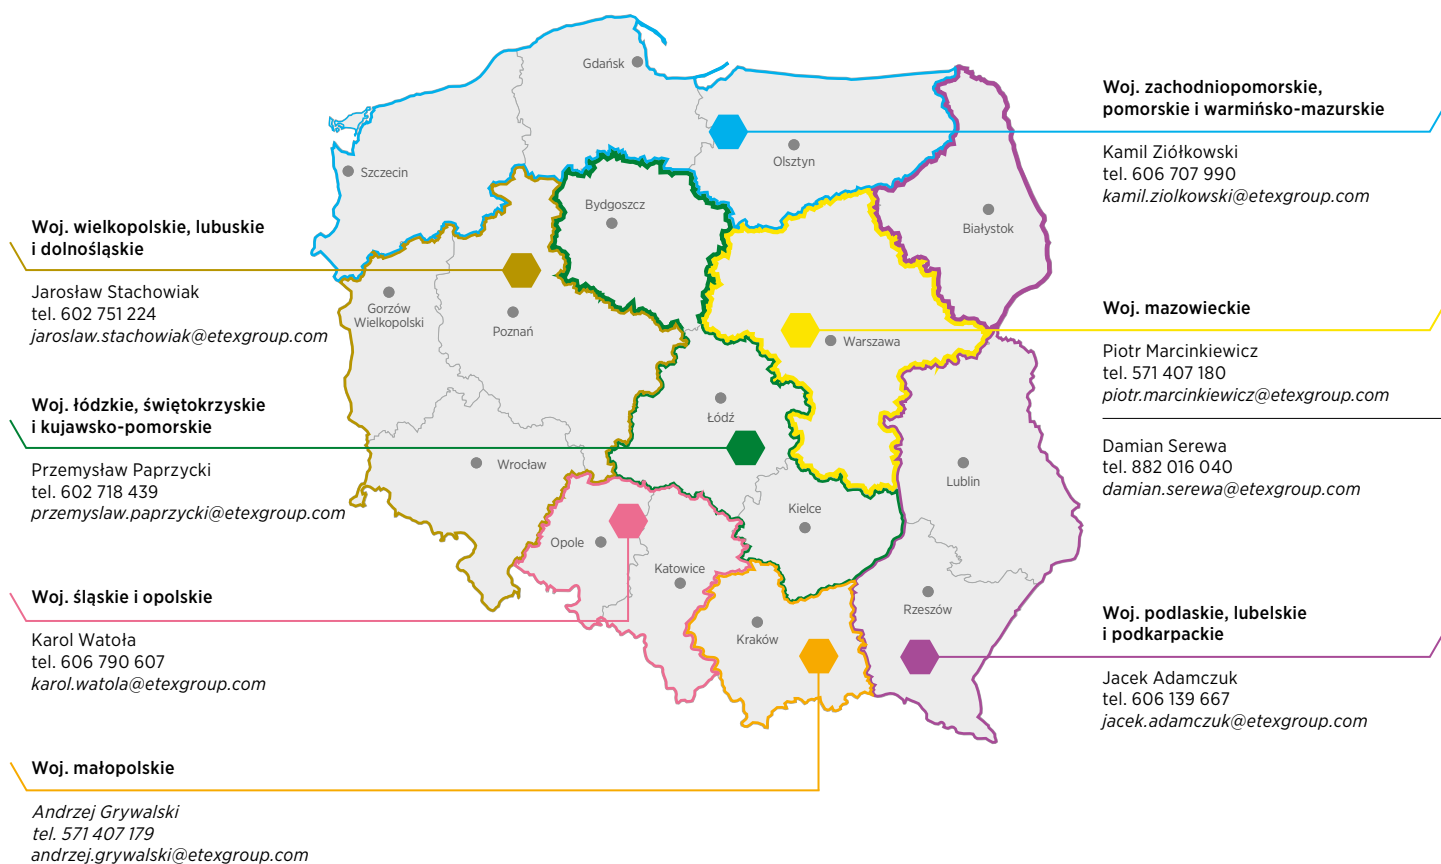 Woj. wielkopolskie, lubuskie
i dolnośląskie
Jarosław Stachowiak
tel. 602 751 224
jaroslaw.stachowiak@etexgroup.com
Woj. łódzkie, świętokrzyskie
i kujawsko-pomorskie
Przemysław Paprzycki
tel. 602 718 439
przemyslaw.paprzycki@etexgroup.com
Woj. śląskie i opolskie
Karol Watoła
tel. 606 790 607
karol.watola@etexgroup.com
Woj. małopolskie
Andrzej Grywalski
tel. 571 407 179
andrzej.grywalski@etexgroup.com
Gdańsk
Olsztyn
Szczecin
Bydgoszcz
Białystok
Gorzów
Wielkopolski
Poznań
Warszawa
Łódź
Wrocław
Lublin
Kielce
Opole
Katowice
Rzeszów
Kraków
Woj. zachodniopomorskie,
pomorskie i warmińsko-mazurskie
Kamil Ziółkowski
tel. 606 707 990
kamil.ziolkowski@etexgroup.com
Woj. mazowieckie
Piotr Marcinkiewicz
tel. 571 407 180
piotr.marcinkiewicz@etexgroup.com
Damian Serewa
tel. 882 016 040
damian.serewa@etexgroup.com
Woj. podlaskie, lubelskie
i podkarpackie
Jacek Adamczuk
tel. 606 139 667
jacek.adamczuk@etexgroup.com